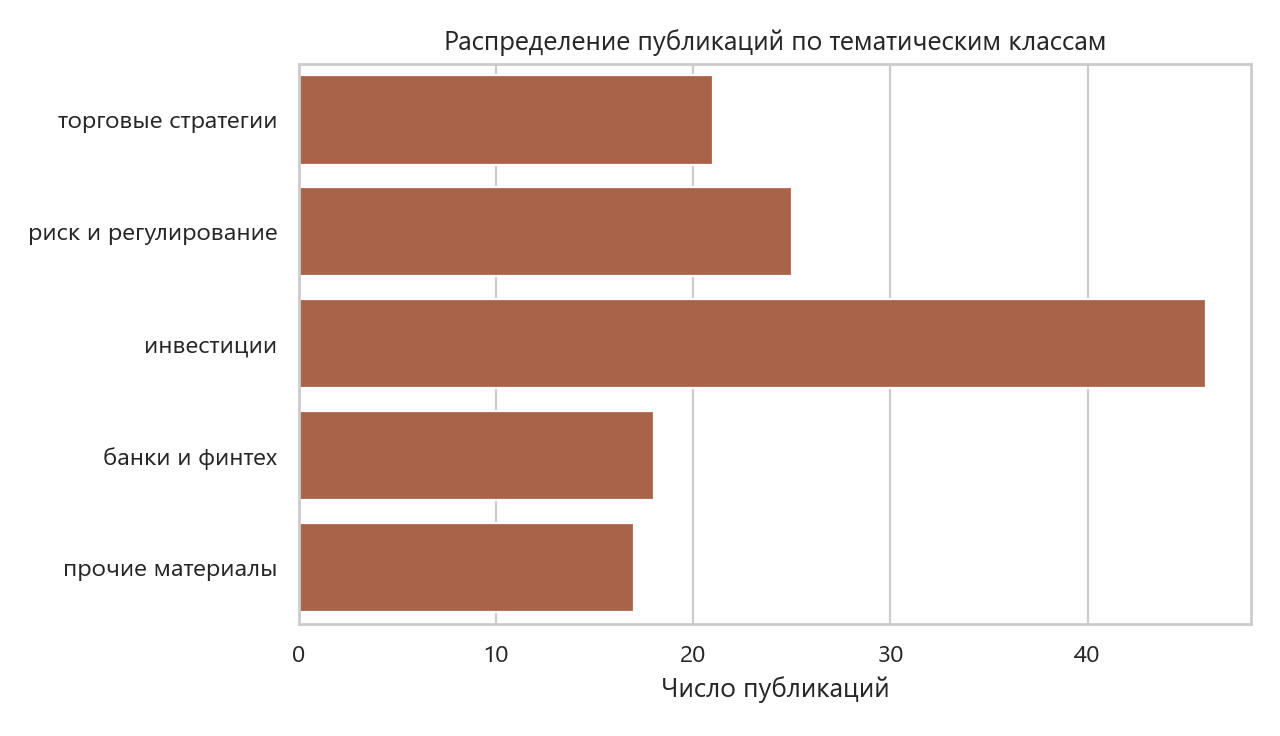 Распределение публикаций по тематическим классам
торговые стратегии
риск и регулирование
инвестиции
банки и финтех
прочие материалы
0 10 20 30 40
Число публикаций